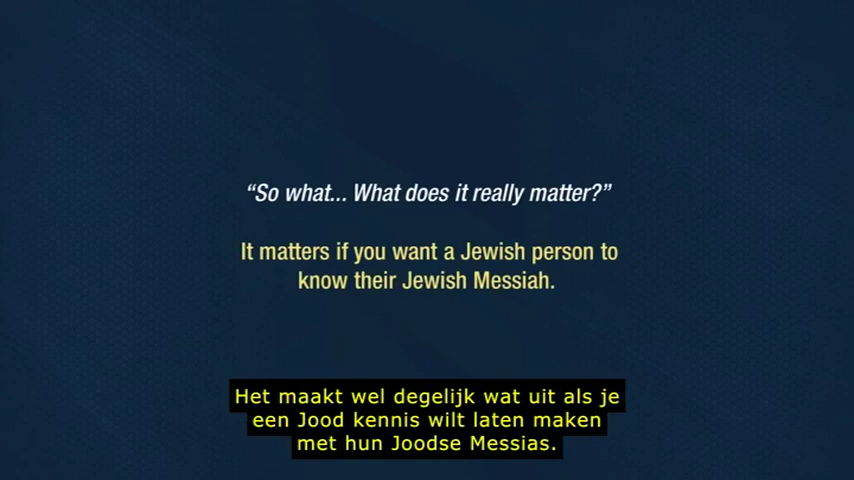 “So what... What does it really matter?”
It matters if you want a Jewish person to
know their Jewish Messiah.
Het maakt wel degelijk wat uit als je
een Jood kennis wilt laten maken
met hun Joodse Messias.